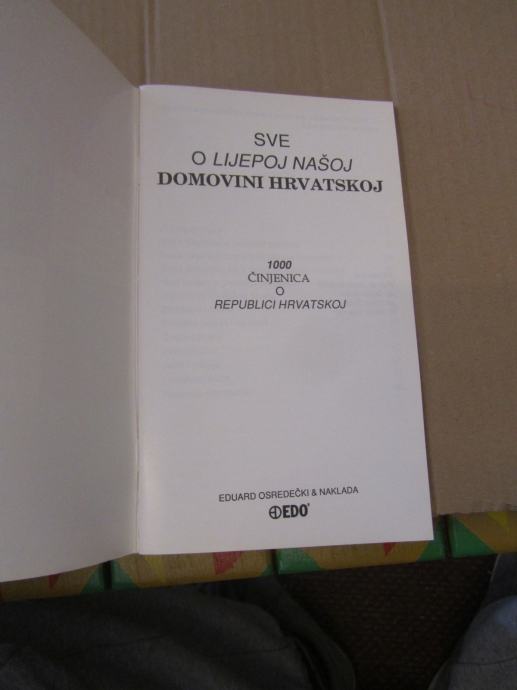 SVE
O LIJEPOJ NAŠOJ
DOMOVINI HRVATSKOJ
1000
ČINJENICA
O
REPUBLICI HRVATSKOJ
EDUARD OSREDEČKI & NAKLADA
EDO®